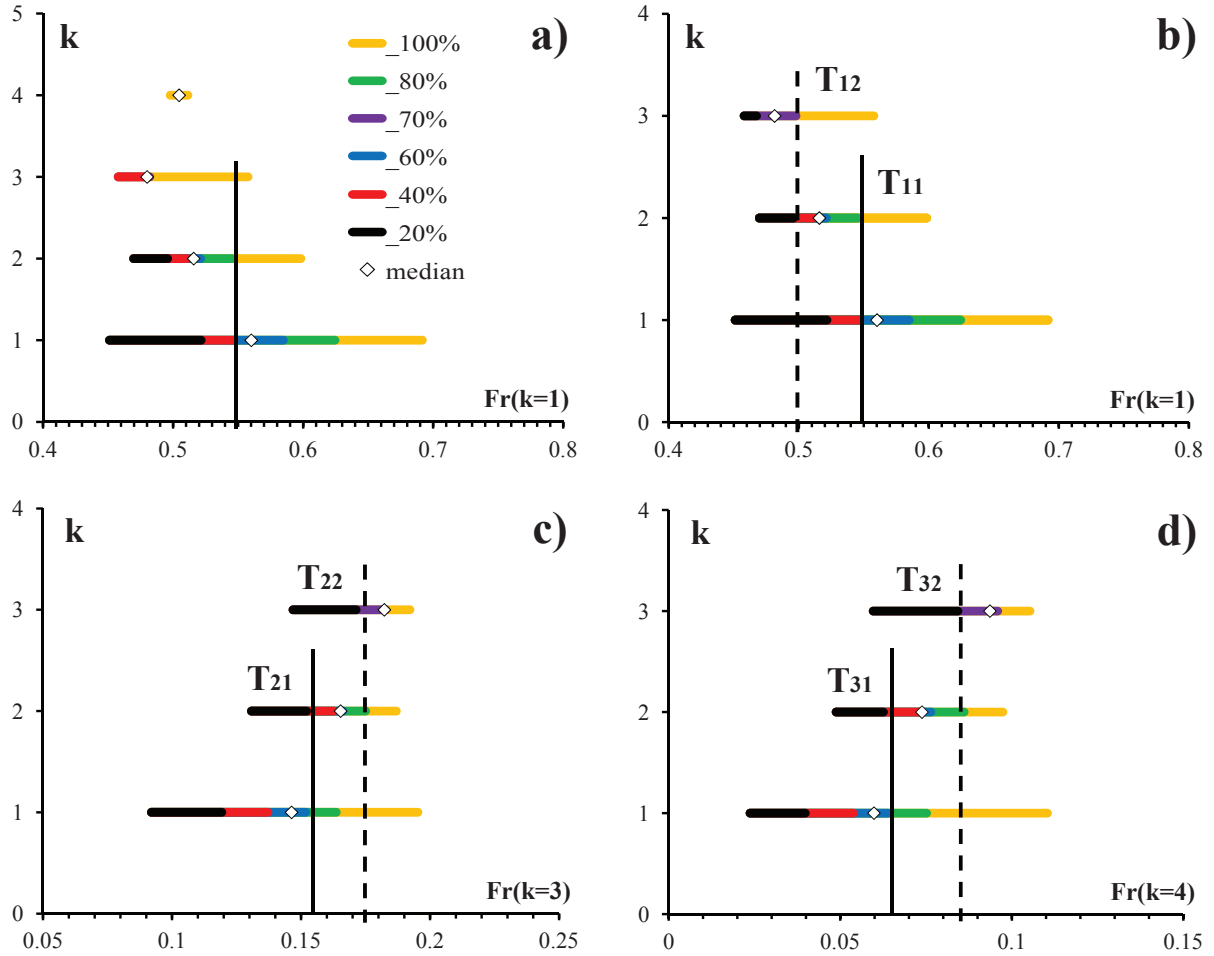 5
k
a)
_100%
_80%
_70%
_60%
_40%
_20%
median
4
3
2
1
0
Fr(k=1)
0.4 0.5 0.6 0.7 0.8
4
k
b)
T12
T11
3
2
1
0
Fr(k=1)
0.4 0.5 0.6 0.7 0.8
4
k
c)
T22
T21
3
2
1
0
Fr(k=3)
0.05 0.1 0.15 0.2 0.25
4
k
d)
T32
T31
3
2
1
0
Fr(k=4)
0 0.05 0.1 0.15